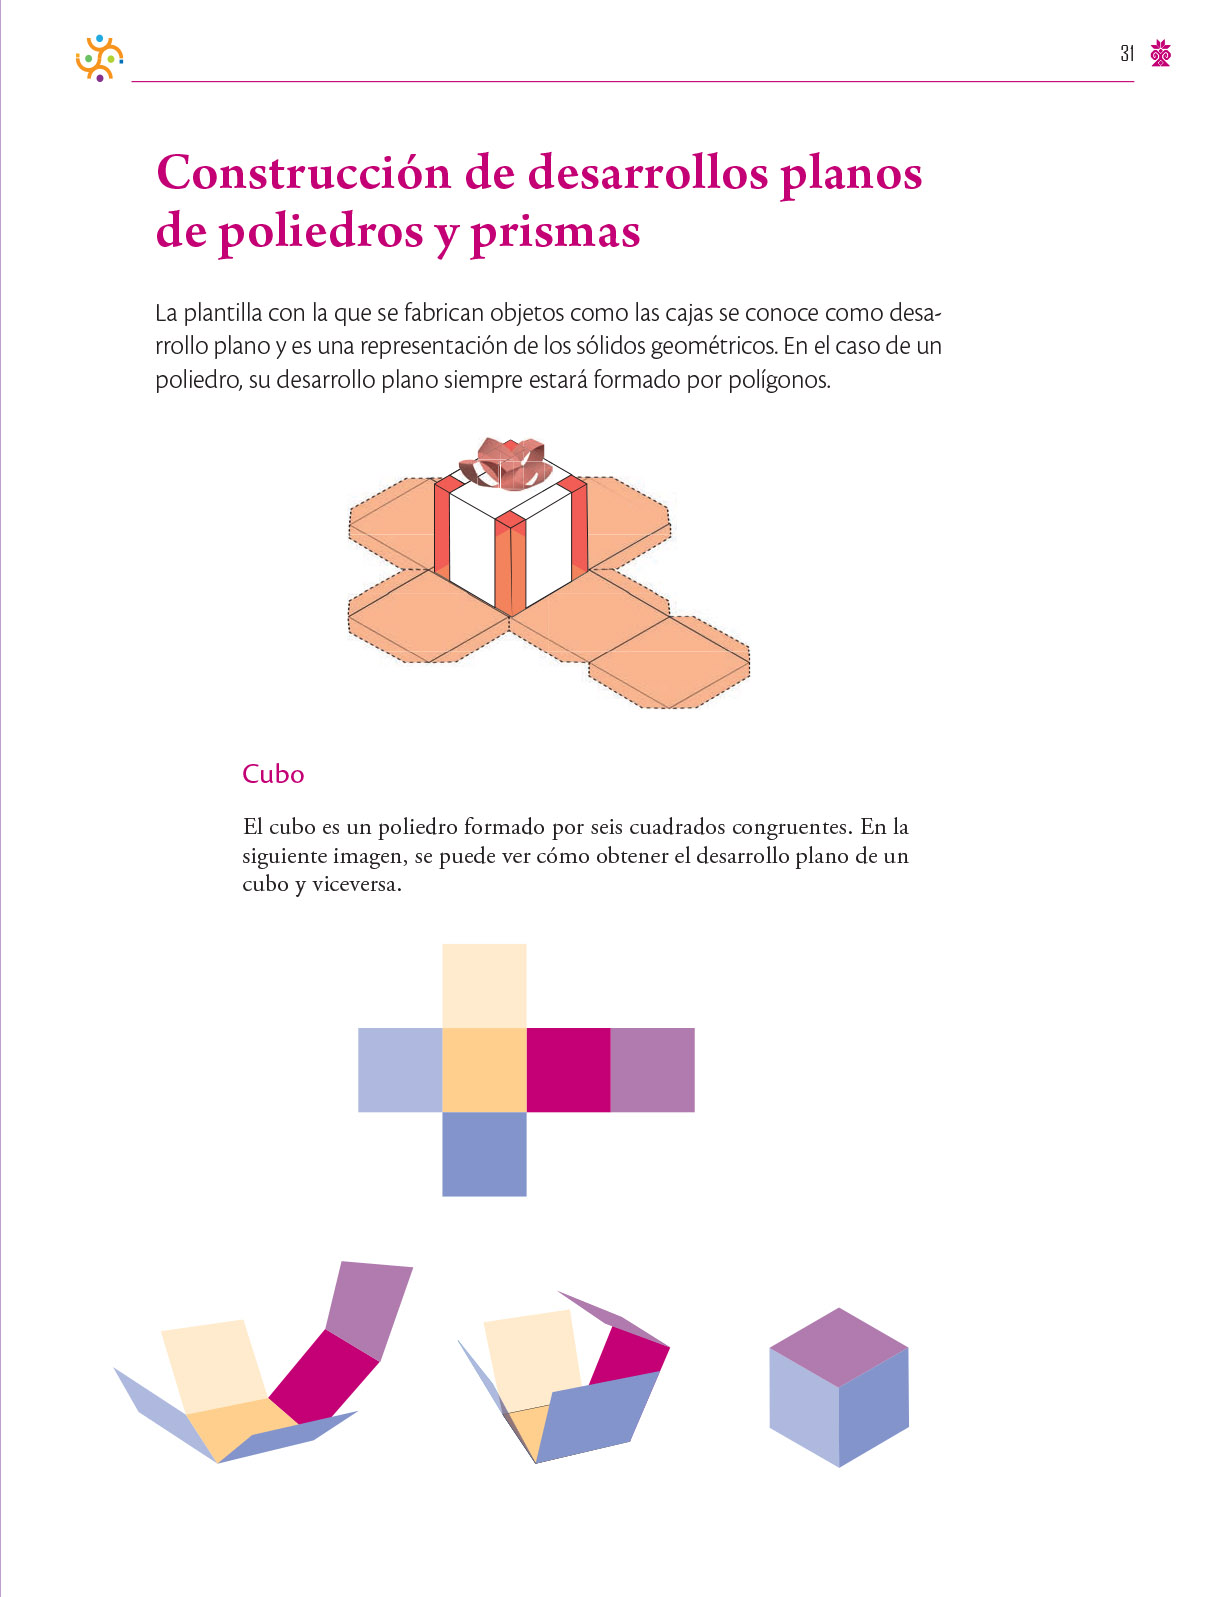 31
Construcción de desarrollos planos
de poliedros y prismas
La plantilla con la que se fabrican objetos como las cajas se conoce como desa-
rrollo plano y es una representación de los sólidos geométricos. En el caso de un
poliedro, su desarrollo plano siempre estará formado por polígonos.
Cubo
El cubo es un poliedro formado por seis cuadrados congruentes. En la
siguiente imagen, se puede ver cómo obtener el desarrollo plano de un
cubo y viceversa.